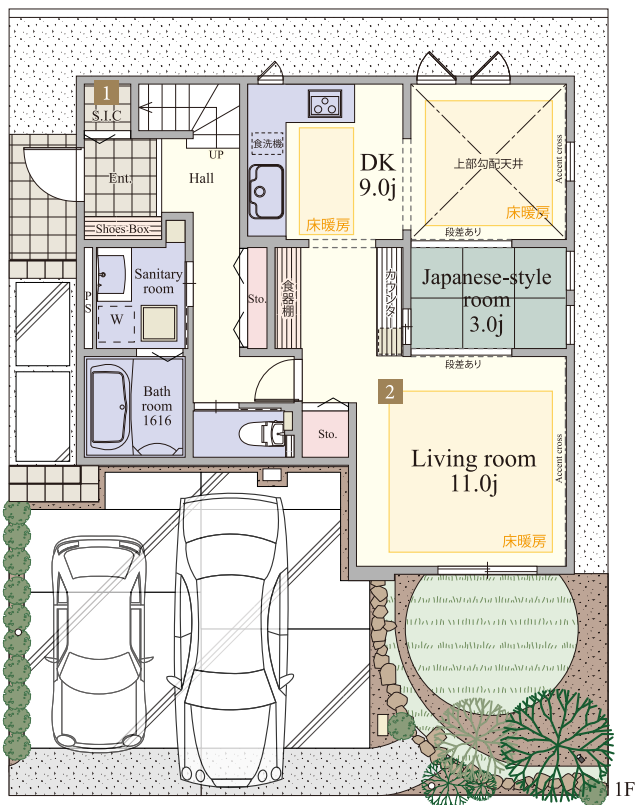 1
S.I.C
UP
Ent.
Hall
Shoes Box
食洗機
DK
9.0j
床暖房
上部勾配天井
Accent cross
床暖房
段差あり
PS
Sanitary
room
W
Sto.
食器棚
カウンター
Japanese-style
room
3.0j
段差あり
Bath
room
1616
Sto.
2
Living room
11.0j
Accent cross
床暖房
1F